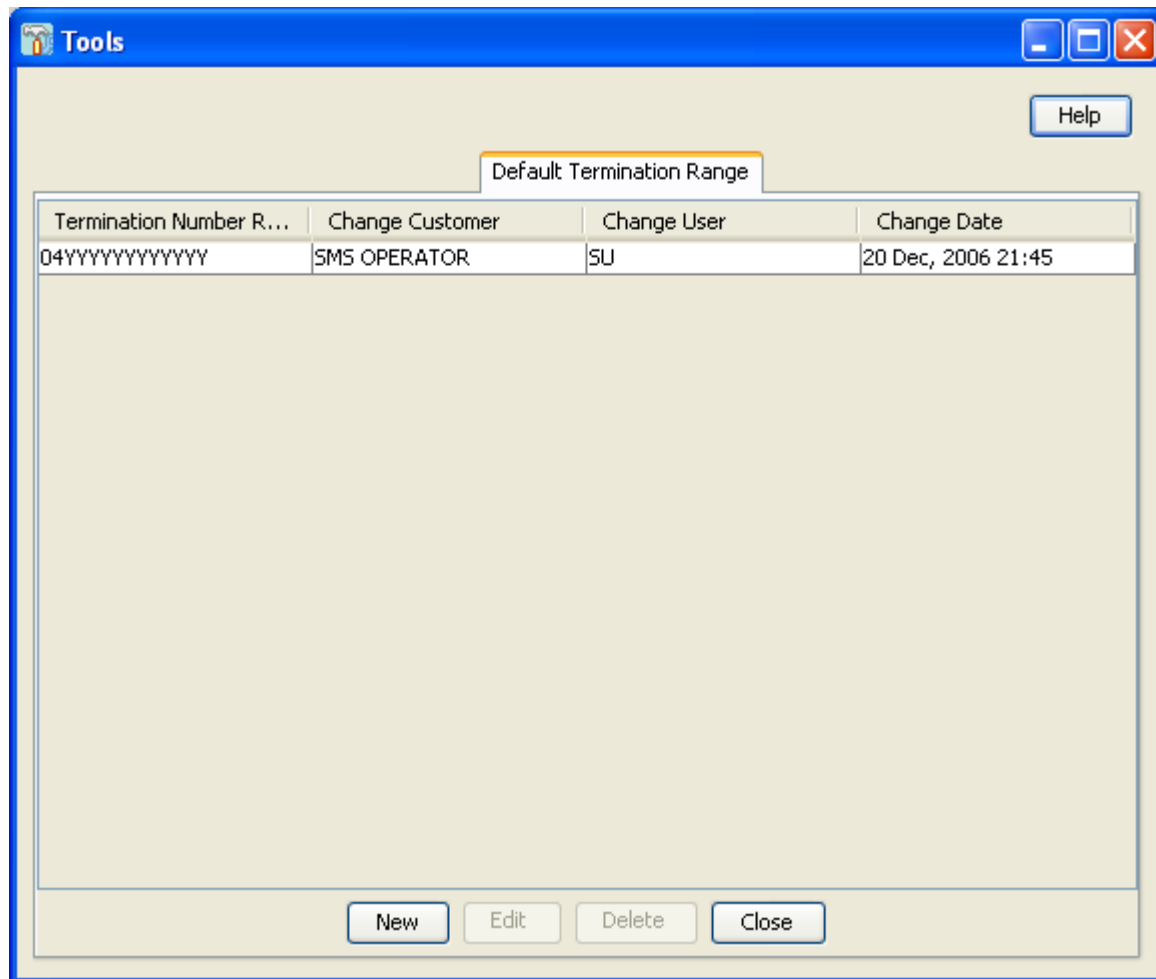 Tools
Help
Default Termination Range
Termination Number R... Change Customer Change User Change Date
04YYYYYYYYYYYY SMS OPERATOR SU 20 Dec, 2006 21:45
New Edit Delete Close